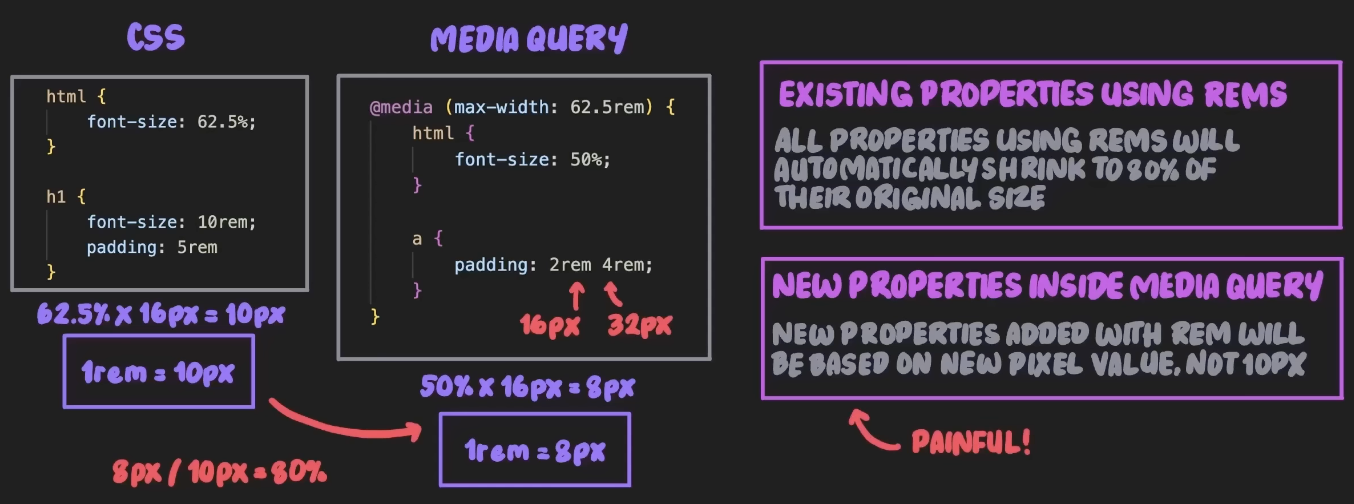 CSS
html {
font-size: 62.5%;
}
h1 {
font-size: 10rem;
padding: 5rem
}
62.5% X 16PX = 10PX
1rem = 10PX
8PX / 10PX = 80%
MEDIA QUERY
@media (max-width: 62.5rem) {
html {
font-size: 50%;
}
a {
padding: 2rem 4rem;
}
}
16PX 32PX
50% X 16PX = 8PX
1rem = 8PX
EXISTING PROPERTIES USING REMS
ALL PROPERTIES USING REMS WILL
AUTOMATICALLY SHRINK TO 80% OF
THEIR ORIGINAL SIZE
NEW PROPERTIES INSIDE MEDIA QUERY
NEW PROPERTIES ADDED WITH REM WILL
BE BASED ON NEW PIXEL VALUE, NOT 10PX
PAINFUL!